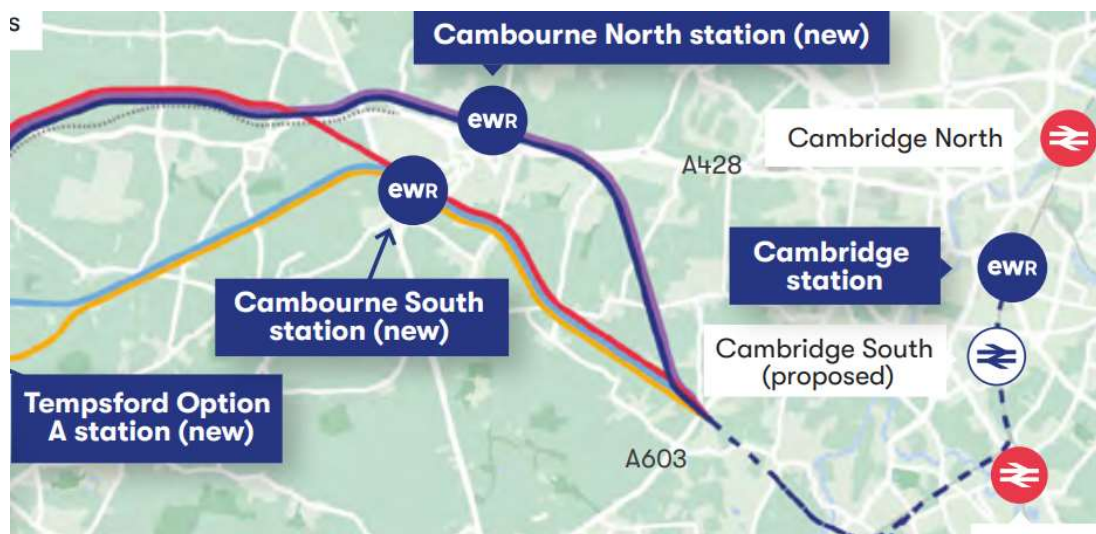 s
Cambourne North station (new)
ewR
Cambridge North
A428
ewR
Cambridge
station
ewR
Cambourne South
station (new)
Cambridge South
(proposed)
Tempsford Option
A station (new)
A603